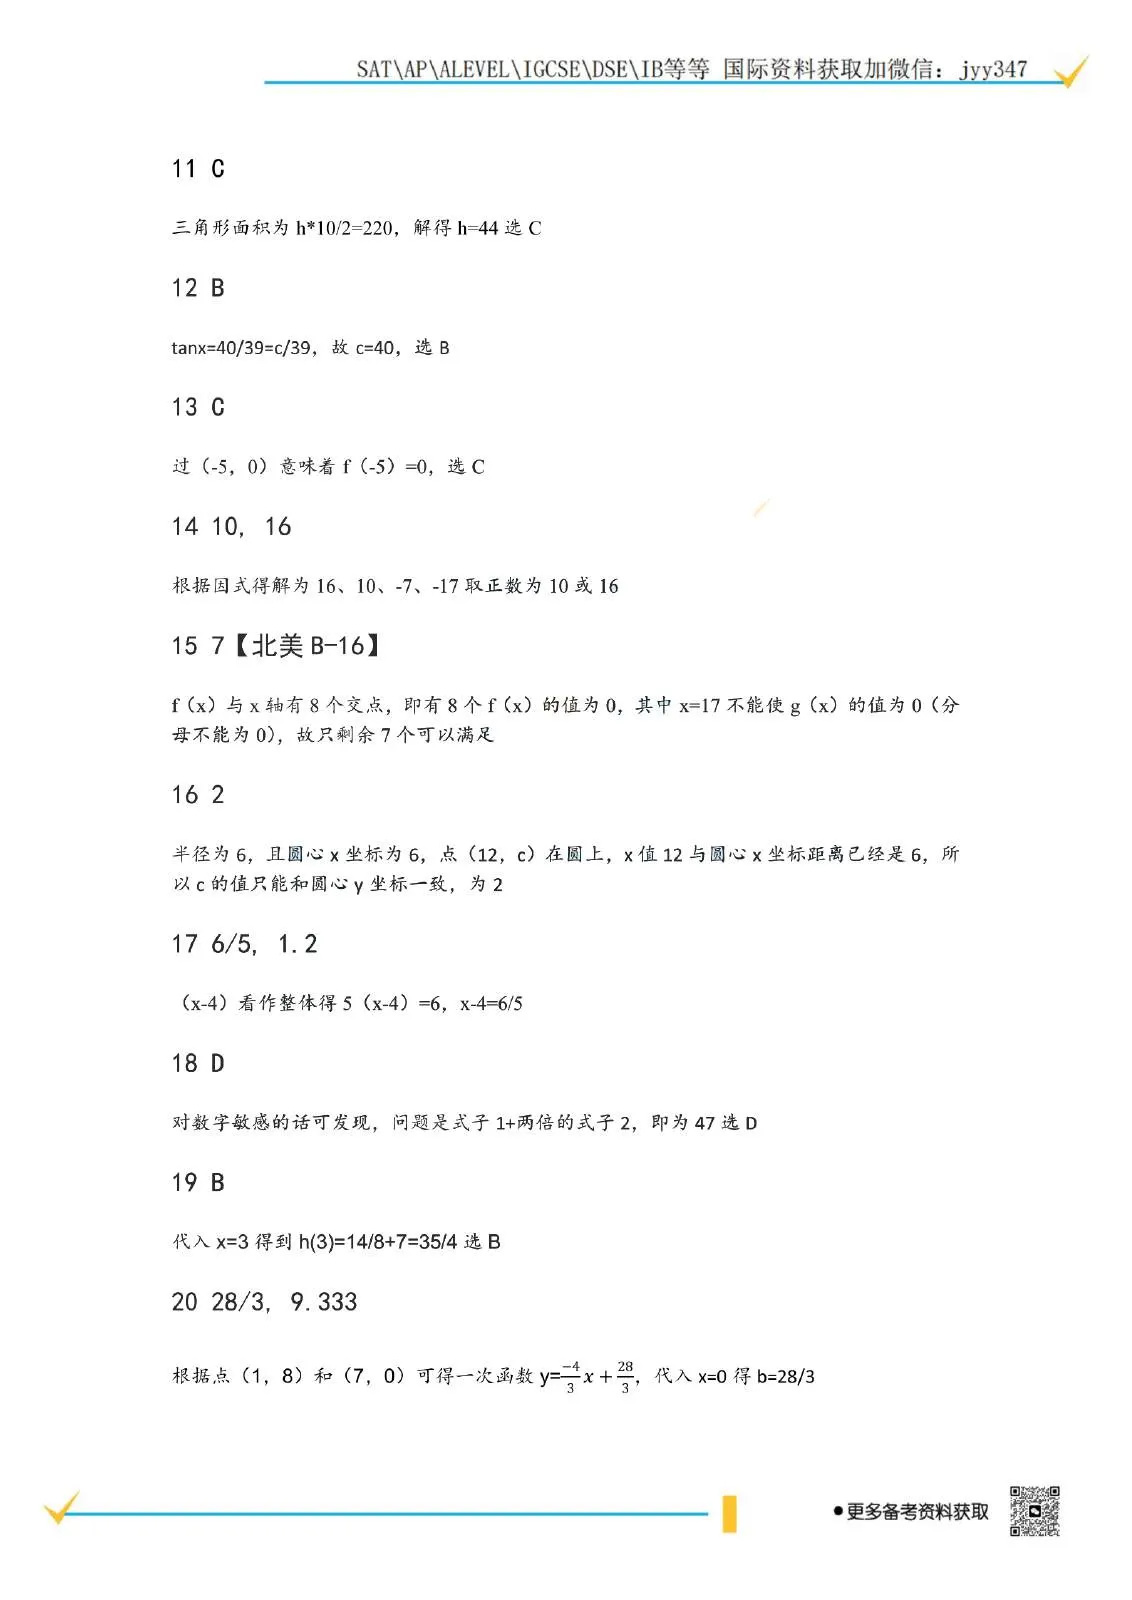 SAT\AP\ALEVEL\IGCSE\DSE\IB等等 国际资料获取加微信：jyy347
11 C
三角形面积为 h*10/2=220，解得 h=44 选 C
12 B
tanx=40/39=c/39，故 c=40，选 B
13 C
过（-5，0）意味着 f（-5）=0，选 C
14 10, 16
根据因式得解为 16、10、-7、-17 取正数为 10 或 16
15 7【北美 B-16】
f（x）与 x 轴有 8 个交点，即有 8 个 f（x）的值为 0，其中 x=17 不能使 g（x）的值为 0（分
母不能为 0），故只剩余 7 个可以满足
16 2
半径为 6，且圆心 x 坐标为 6，点（12，c）在圆上，x 值 12 与圆心 x 坐标距离已经是 6，所
以 c 的值只能和圆心 y 坐标一致，为 2
17 6/5, 1.2
（x-4）看作整体得 5（x-4）=6，x-4=6/5
18 D
对数字敏感的话可发现，问题是式子 1+两倍的式子 2，即为 47 选 D
19 B
代入 x=3 得到 h(3)=14/8+7=35/4 选 B
20 28/3, 9.333
根据点（1，8）和（7，0）可得一次函数 y=-4/3 x + 28/3，代入 x=0 得 b=28/3
●更多备考资料获取